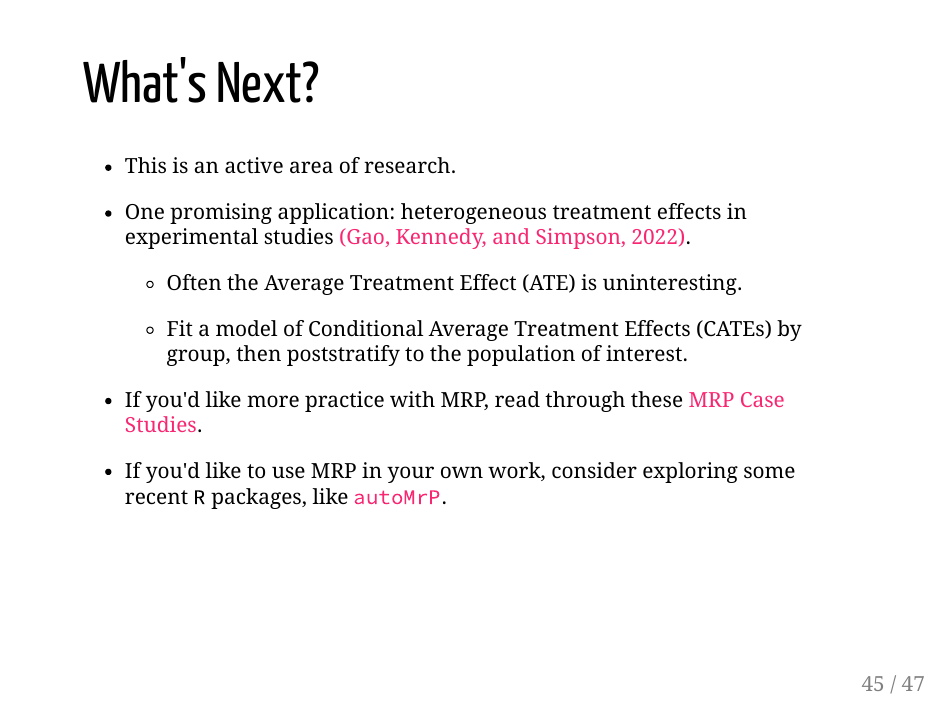 What's Next?
This is an active area of research.
One promising application: heterogeneous treatment effects in
experimental studies (Gao, Kennedy, and Simpson, 2022).
Often the Average Treatment Effect (ATE) is uninteresting.
Fit a model of Conditional Average Treatment Effects (CATEs) by
group, then poststratify to the population of interest.
If you'd like more practice with MRP, read through these MRP Case
Studies.
If you'd like to use MRP in your own work, consider exploring some
recent R packages, like autoMrP.
45 / 47